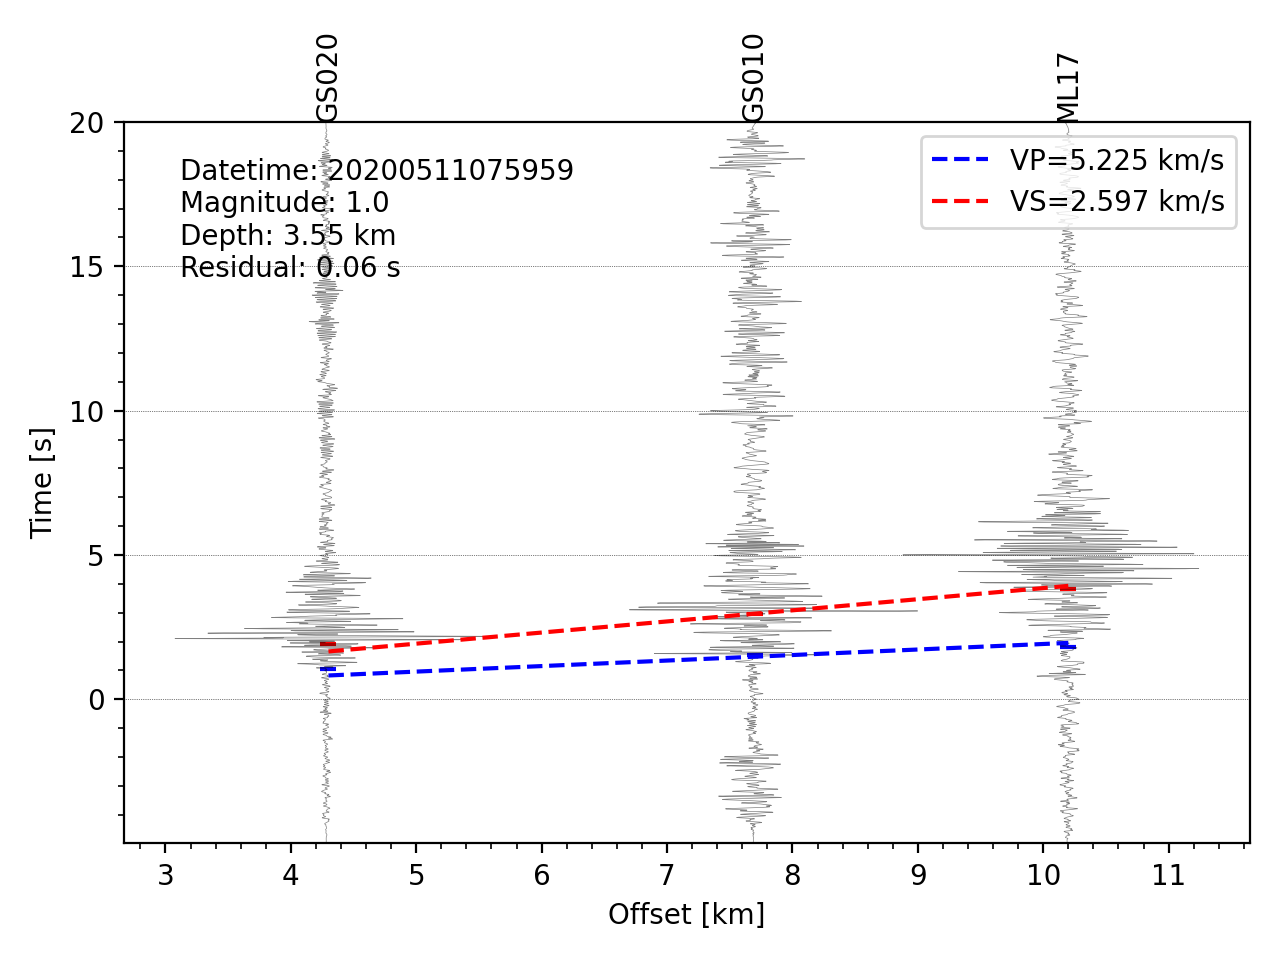 GS020
GS010
ML17
Datetime: 20200511075959
Magnitude: 1.0
Depth: 3.55 km
Residual: 0.06 s
VP=5.225 km/s
VS=2.597 km/s
20
15
10
5
0
Time [s]
3 4 5 6 7 8 9 10 11
Offset [km]